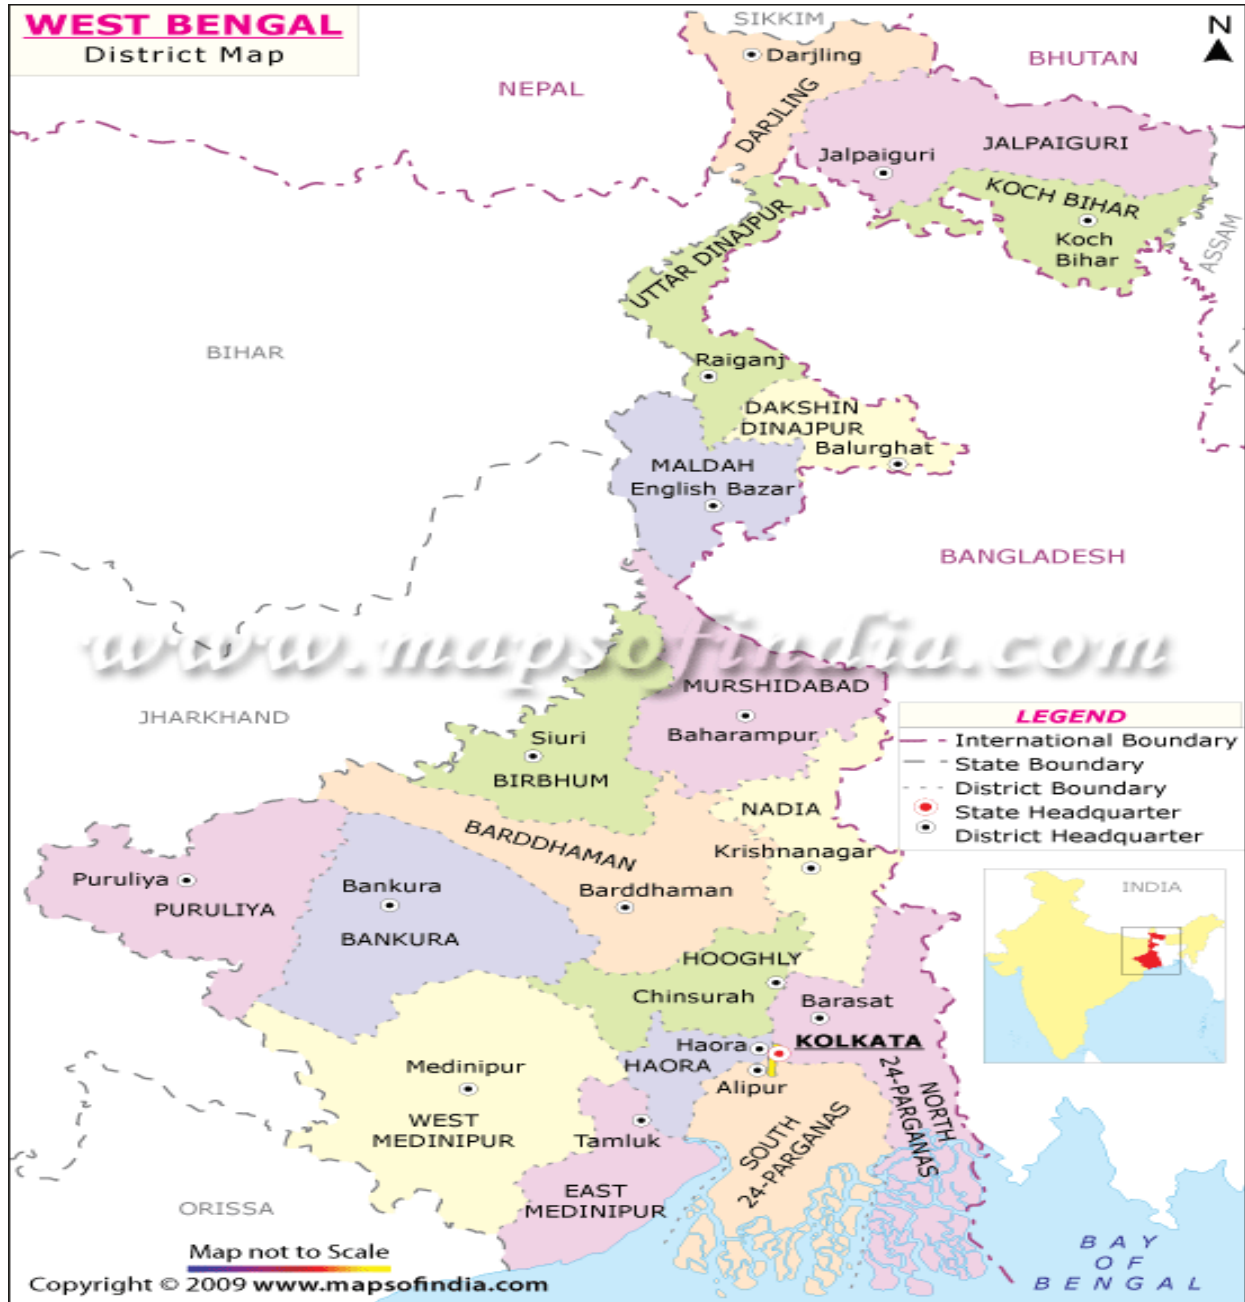 WEST BENGAL
District Map
SIKKIM
N
Darjling
BHUTAN
NEPAL
DARJLING
JALPAIGURI
Jalpaiguri
KOCH BIHAR
Koch
Bihar
ASSAM
UTTAR DINAJPUR
BIHAR
Raiganj
DAKSHIN
DINAJPUR
Balurghat
MALDAH
English Bazar
BANGLADESH
www.mapsofindia.com
MURSHIDABAD
Baharampur
JHARKHAND
Siuri
BIRBHUM
LEGEND
International Boundary
State Boundary
District Boundary
State Headquarter
District Headquarter
NADIA
Krishnanagar
BARDDHAMAN
Barddhaman
Puruliya
PURULIYA
Bankura
BANKURA
INDIA
HOOGHLY
Chinsurah
Barasat
KOLKATA
Haora
HAORA
Alipur
NORTH
24-PARGANAS
Medinipur
WEST
MEDINIPUR
Tamluk
SOUTH
24-PARGANAS
EAST
MEDINIPUR
ORISSA
BAY
OF
BENGAL
Map not to Scale
Copyright © 2009 www.mapsofindia.com